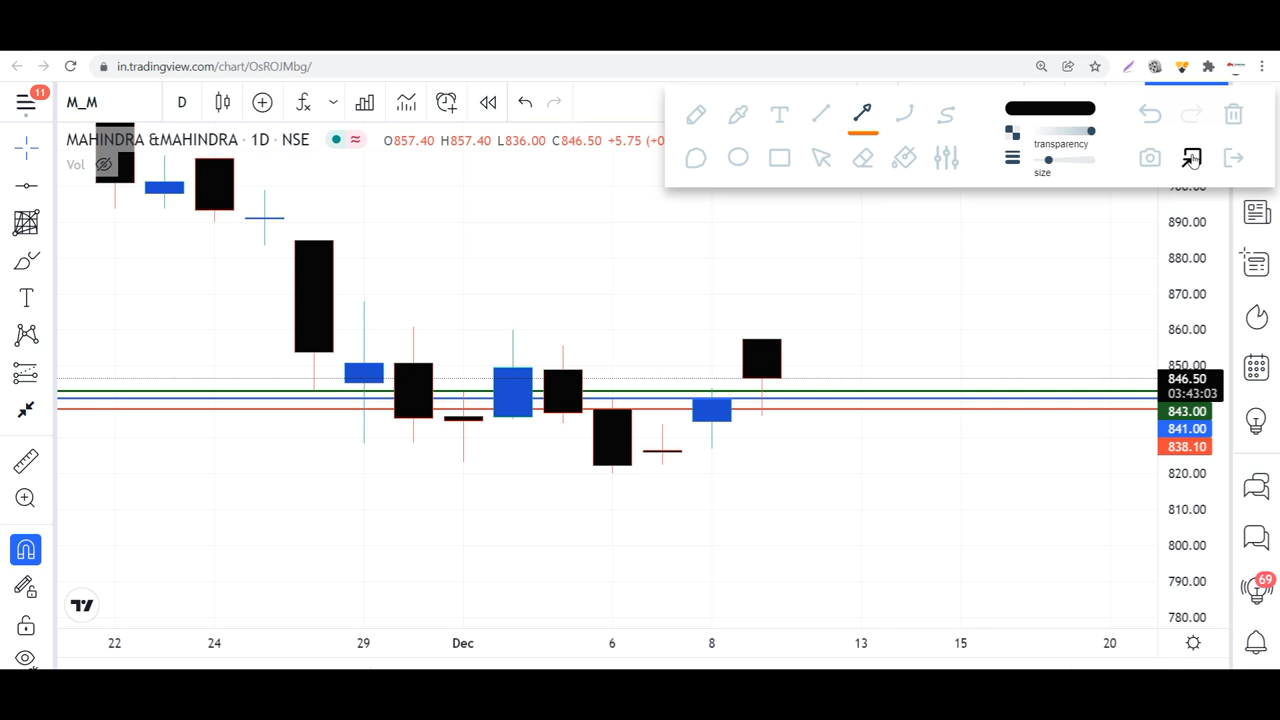 in.tradingview.com/chart/OsROJMbg/
11
M_M
D
MAHINDRA &MAHINDRA · 1D · NSE
O857.40 H857.40 L836.00 C846.50 +5.75 (+0
Vol
transparency
size
890.00
880.00
870.00
860.00
850.00
846.50
03:43:03
843.00
841.00
838.10
820.00
810.00
800.00
790.00
780.00
69
22
24
29
Dec
6
8
13
15
20